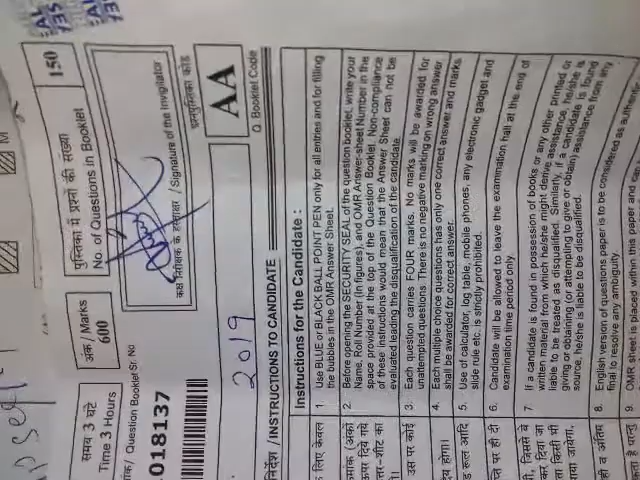 150
पुस्तिका में प्रश्नों की संख्या
No. of Questions in Booklet
अंक / Marks
600
समय 3 घंटे
Time 3 Hours
कक्ष निरीक्षक के हस्ताक्षर / Signature of the Invigilator
प्रश्नपुस्तिका कोड
AA
Q. Booklet Code
/ Question Booklet Sr. No
1018137
2019
निर्देश /INSTRUCTIONS TO CANDIDATE
Instructions for the Candidate :
1. Use BLUE or BLACK BALL POINT PEN only for all entries and for filling
the bubbles in the OMR Answer Sheet.
2. Before opening the SECURITY SEAL of the question booklet, write your
Name, Roll Number (In figures), and OMR Answer-sheet Number in the
space provided at the top of the Question Booklet. Non-compliance
of these instructions would mean that the Answer Sheet can not be
evaluated leading the disqualification of the candidate.
3. Each question carries FOUR marks. No marks will be awarded for
unattempted questions. There is no negative marking on wrong answer
4. Each multiple choice questions has only one correct answer and marks
shall be awarded for correct answer.
5. Use of calculator, log table, mobile phones, any electronic gadget and
slide rule etc. is strictly prohibited.
6. Candidate will be allowed to leave the examination hall at the end of
examination time period only.
7 If a candidate is found in possession of books or any other printed or
written material from which he/she might derive assistance he/she is
liable to be treated as disqualified. Similarly, if a candidate is found
giving or obtaining (or attempting to give or obtain) assistance from any
source, he/she is liable to be disqualified.
8. English version of questions paper is to be considered as authentic
final to resolve any ambiguity
9. OMR sheet is placed within this paper and can
लिए केवल
उस पर कोई
होगा।